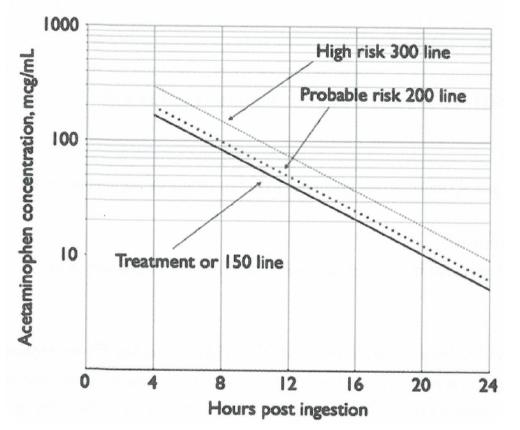 1000
High risk 300 line
Probable risk 200 line
100
Acetaminophen concentration, mcg/mL
10
Treatment or 150 line
0 4 8 12 16 20 24
Hours post ingestion